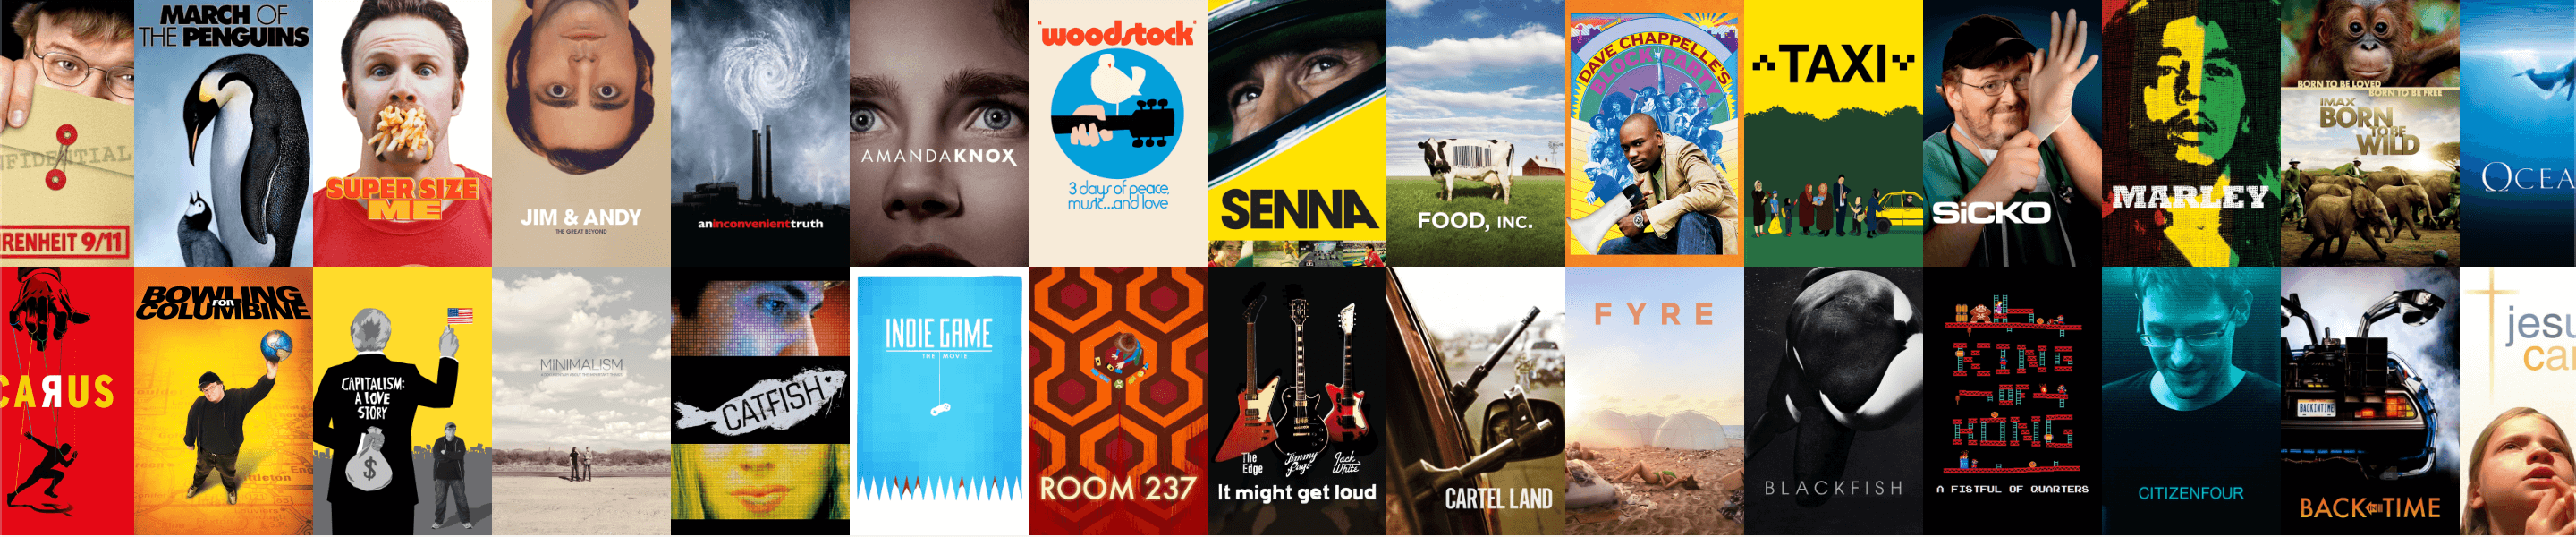 NFIDENTIAL
RENHEIT 9/11
MARCH OF
THE PENGUINS
SUPER SIZE
ME
JIM & ANDY
THE GREAT BEYOND
aninconvenienttruth
AMANDAKNOX
woodstock
3 days of peace,
music...and love
SENNA
FOOD, INC.
DAVE CHAPPELLE'S
BLOCK PARTY
TAXI
SiCKO
MARLEY
BORN TO BE LOVED
BORN TO BE FREE
IMAX
BORN
TO BE
WILD
OCEA
CARUS
BOWLING
FOR
COLUMBINE
CAPITALISM:
A LOVE
STORY
$
MINIMALISM
CATFISH
INDIE GAME
THE MOVIE
ROOM 237
The Edge
Jimmy Page
Jack White
It might get loud
CARTEL LAND
FYRE
BLACKFISH
KING
OF
KONG
A FISTFUL OF QUARTERS
CITIZENFOUR
BACKINTIME
BACK IN TIME
jesu
ca